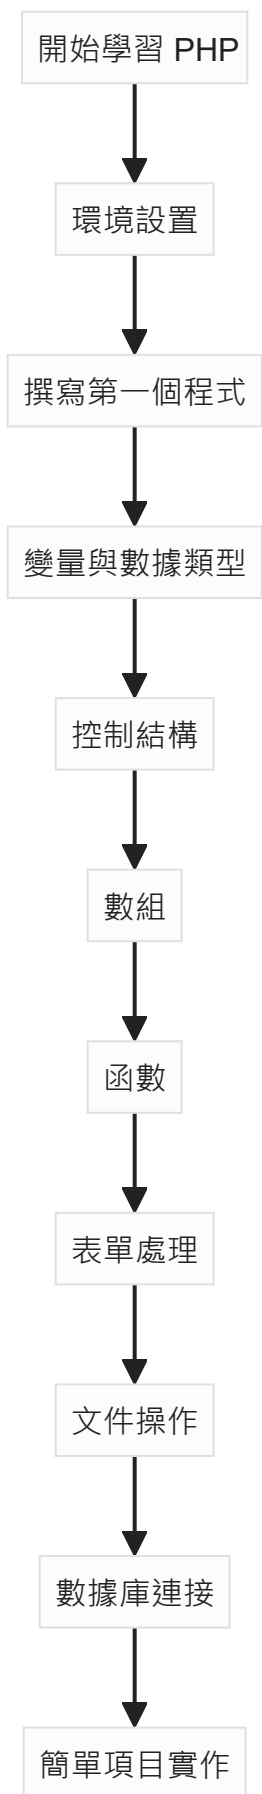 開始學習 PHP
環境設置
撰寫第一個程式
變量與數據類型
控制結構
數組
函數
表單處理
文件操作
數據庫連接
簡單項目實作